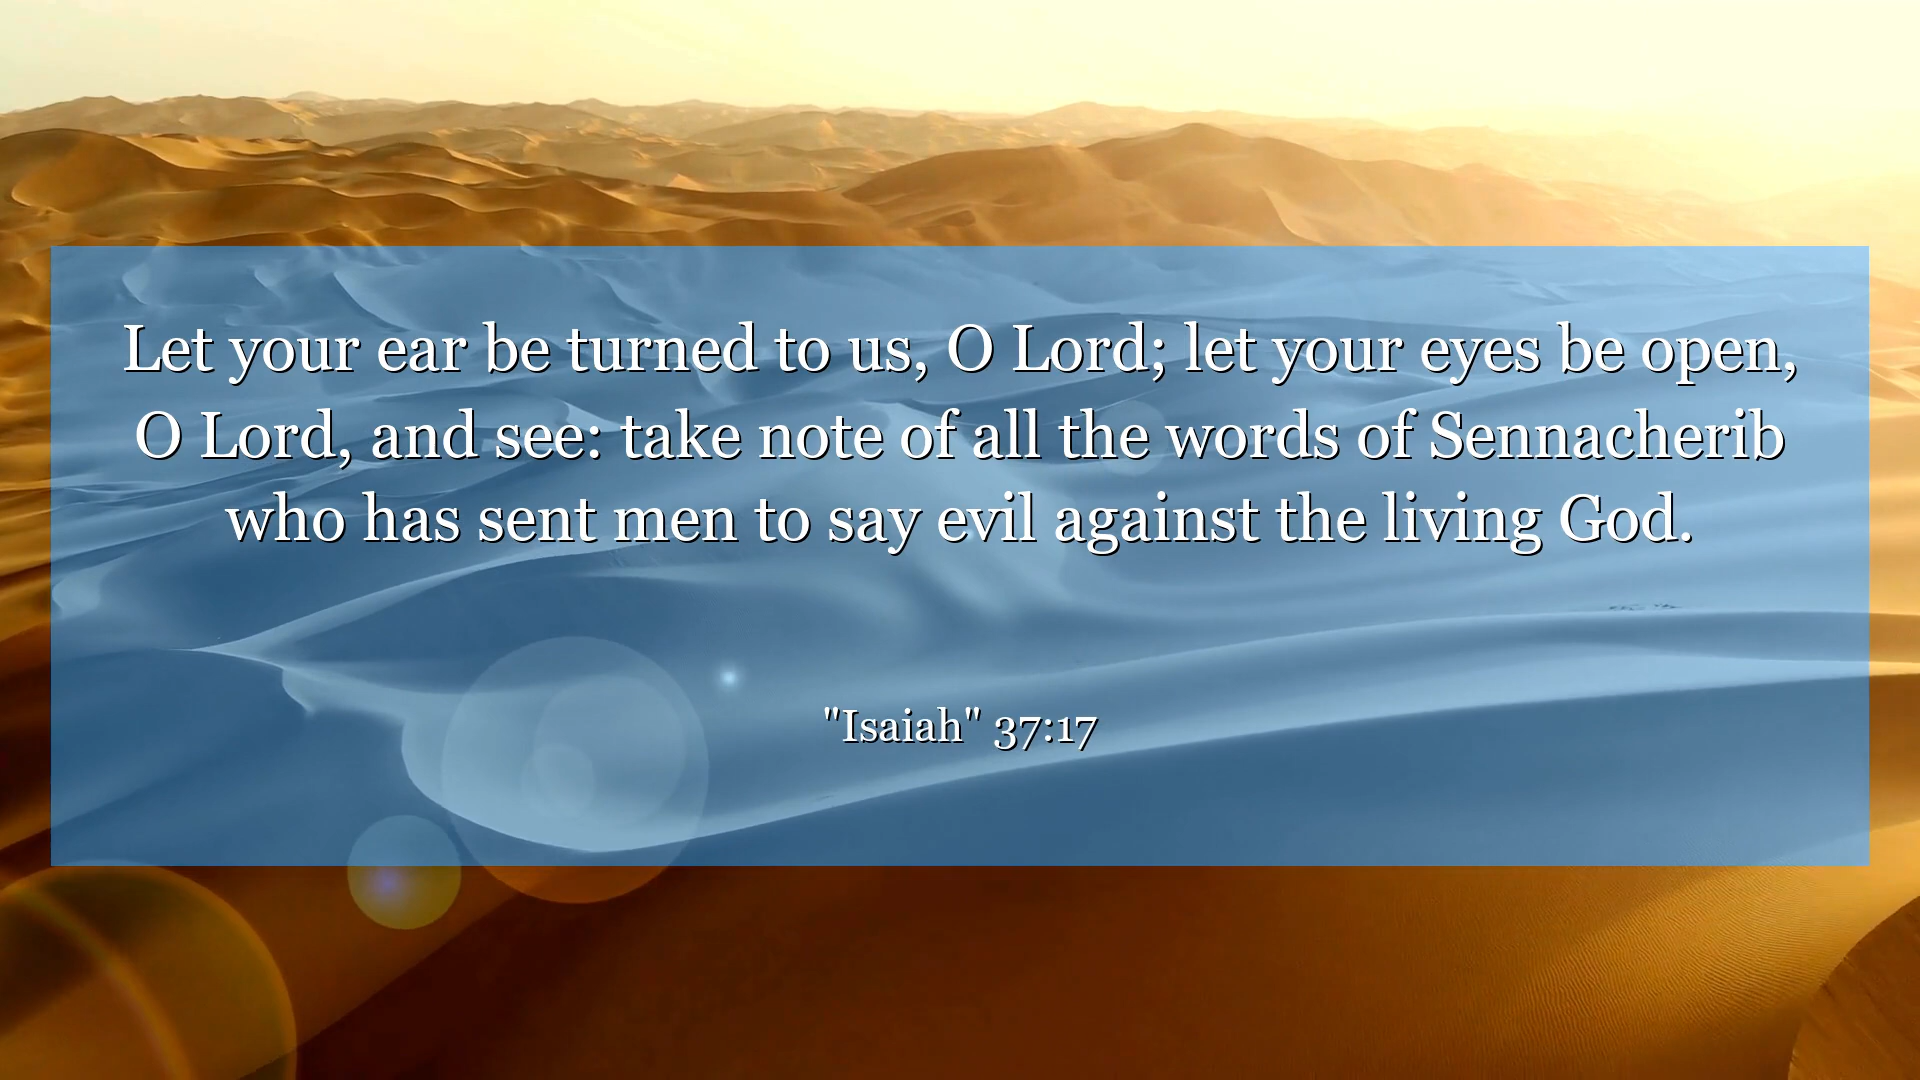 Let your ear be turned to us, O Lord; let your eyes be open,
O Lord, and see: take note of all the words of Sennacherib
who has sent men to say evil against the living God.
"Isaiah" 37:17